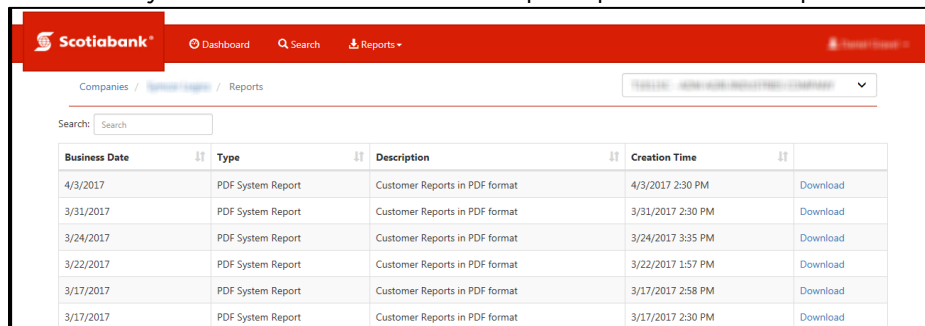 Scotiabank® Dashboard Search Reports
Companies / / Reports
Search: Search
Business Date Type Description Creation Time
4/3/2017 PDF System Report Customer Reports in PDF format 4/3/2017 2:30 PM Download
3/31/2017 PDF System Report Customer Reports in PDF format 3/31/2017 2:30 PM Download
3/24/2017 PDF System Report Customer Reports in PDF format 3/24/2017 3:35 PM Download
3/22/2017 PDF System Report Customer Reports in PDF format 3/22/2017 1:57 PM Download
3/17/2017 PDF System Report Customer Reports in PDF format 3/17/2017 2:58 PM Download
3/17/2017 PDF System Report Customer Reports in PDF format 3/17/2017 2:30 PM Download